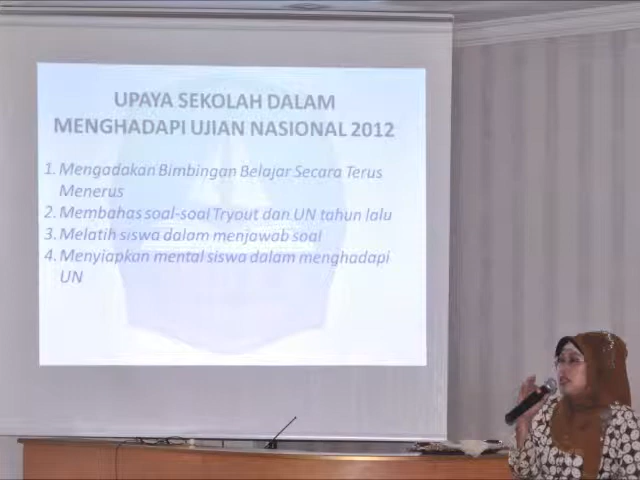 UPAYA SEKOLAH DALAM
MENGHADAPI UJIAN NASIONAL 2012
1. Mengadakan Bimbingan Belajar Secara Terus
Menerus
2. Membahas soal-soal Tryout dan UN tahun lalu
3. Melatih siswa dalam menjawab soal
4. Menyiapkan mental siswa dalam menghadapi
UN